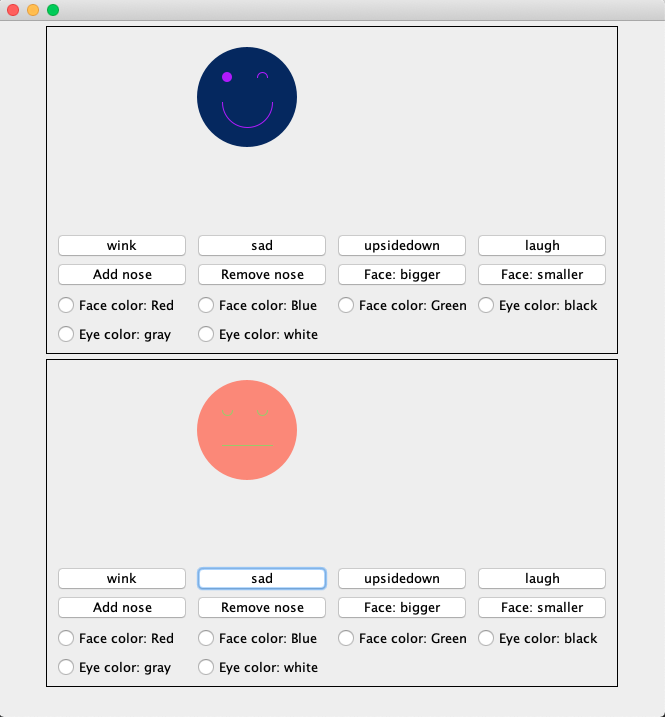 wink sad upsidedown laugh
Add nose Remove nose Face: bigger Face: smaller
Face color: Red Face color: Blue Face color: Green Eye color: black
Eye color: gray Eye color: white
wink sad upsidedown laugh
Add nose Remove nose Face: bigger Face: smaller
Face color: Red Face color: Blue Face color: Green Eye color: black
Eye color: gray Eye color: white